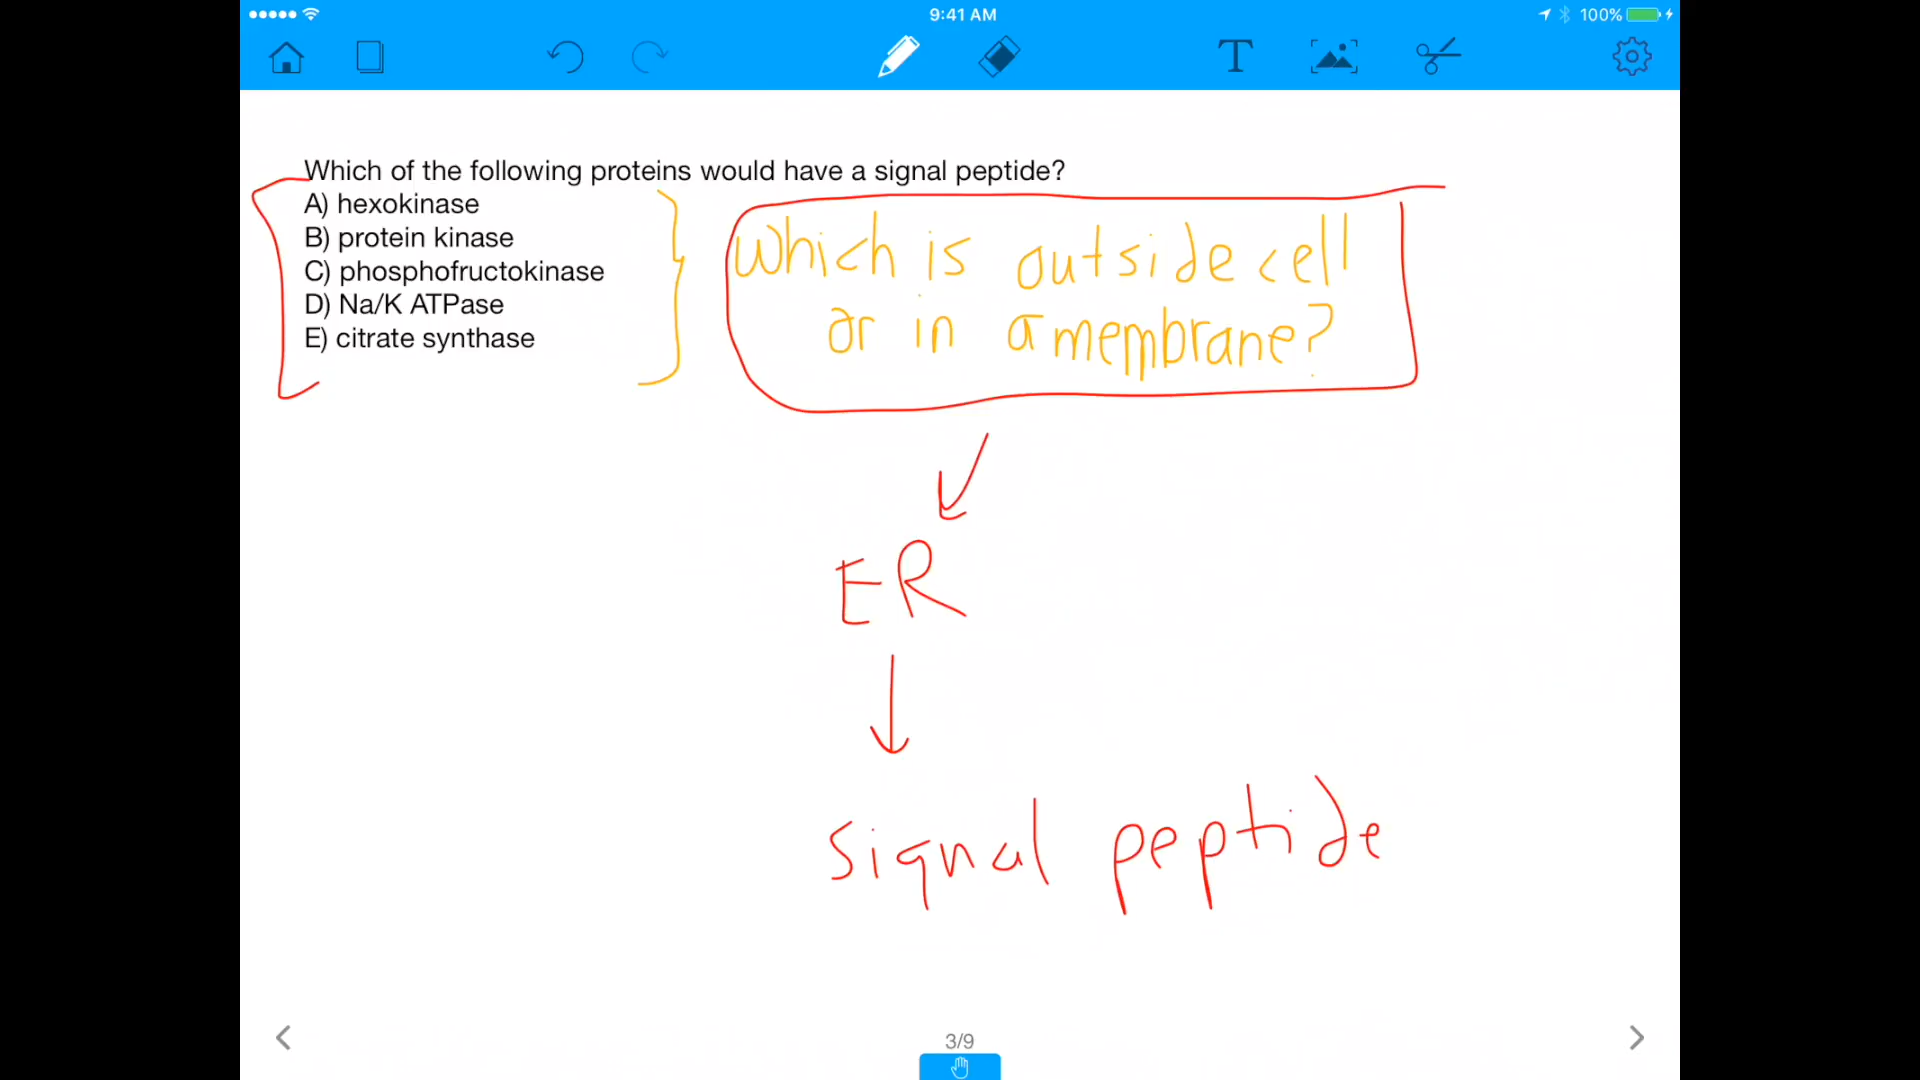 9:41 AM
100%
T
Which of the following proteins would have a signal peptide?
A) hexokinase
B) protein kinase
C) phosphofructokinase
D) Na/K ATPase
E) citrate synthase
Which is outside cell
or in a membrane?
ER
signal peptide
3/9